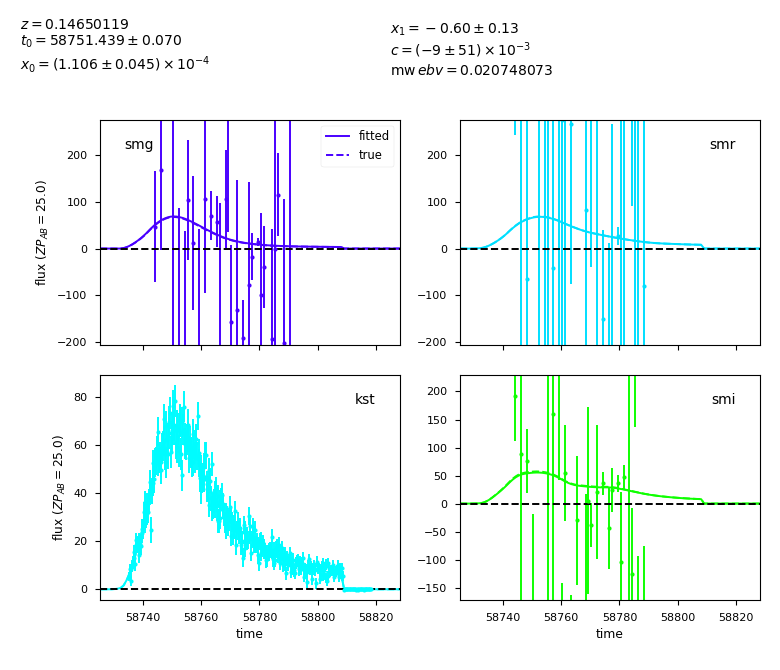 z = 0.14650119
t₀ = 58751.439 ± 0.070
x₀ = (1.106 ± 0.045) × 10⁻⁴
x₁ = −0.60 ± 0.13
c = (−9 ± 51) × 10⁻³
mw ebv = 0.020748073
smg
fitted
true
200
100
0
−100
−200
flux (ZP_AB = 25.0)
smr
200
100
0
−100
−200
kst
80
60
40
20
0
flux (ZP_AB = 25.0)
58740 58760 58780 58800 58820
time
smi
200
150
100
50
0
−50
−100
−150
58740 58760 58780 58800 58820
time